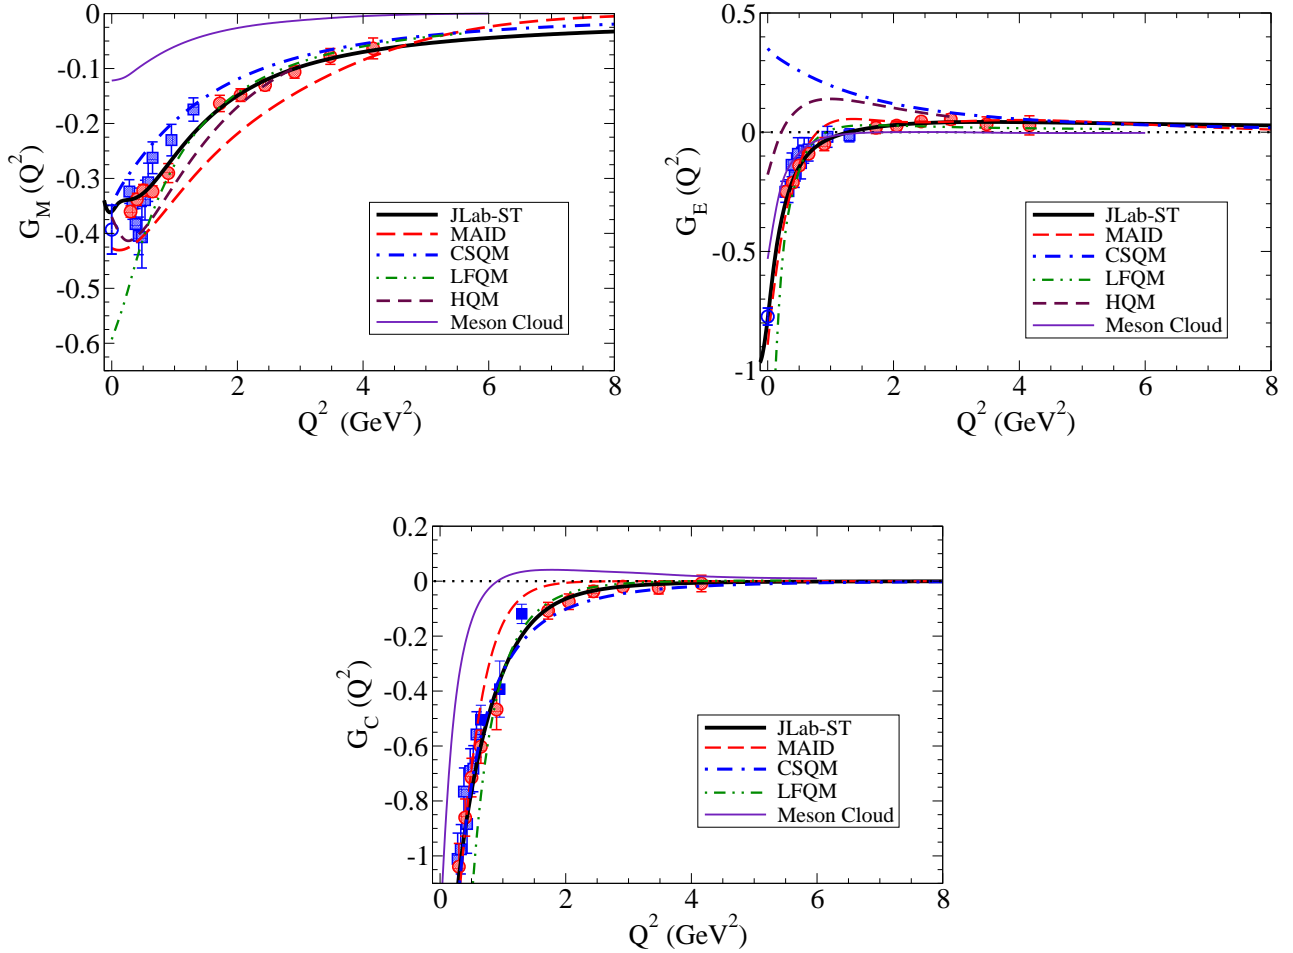 0
-0.1
-0.2
-0.3
-0.4
-0.5
-0.6
G_M (Q^2)
0 2 4 6 8
Q^2 (GeV^2)
JLab-ST
MAID
CSQM
LFQM
HQM
Meson Cloud
0.5
0
-0.5
-1
G_E (Q^2)
0 2 4 6 8
Q^2 (GeV^2)
JLab-ST
MAID
CSQM
LFQM
HQM
Meson Cloud
0.2
0
-0.2
-0.4
-0.6
-0.8
-1
G_C (Q^2)
0 2 4 6 8
Q^2 (GeV^2)
JLab-ST
MAID
CSQM
LFQM
Meson Cloud